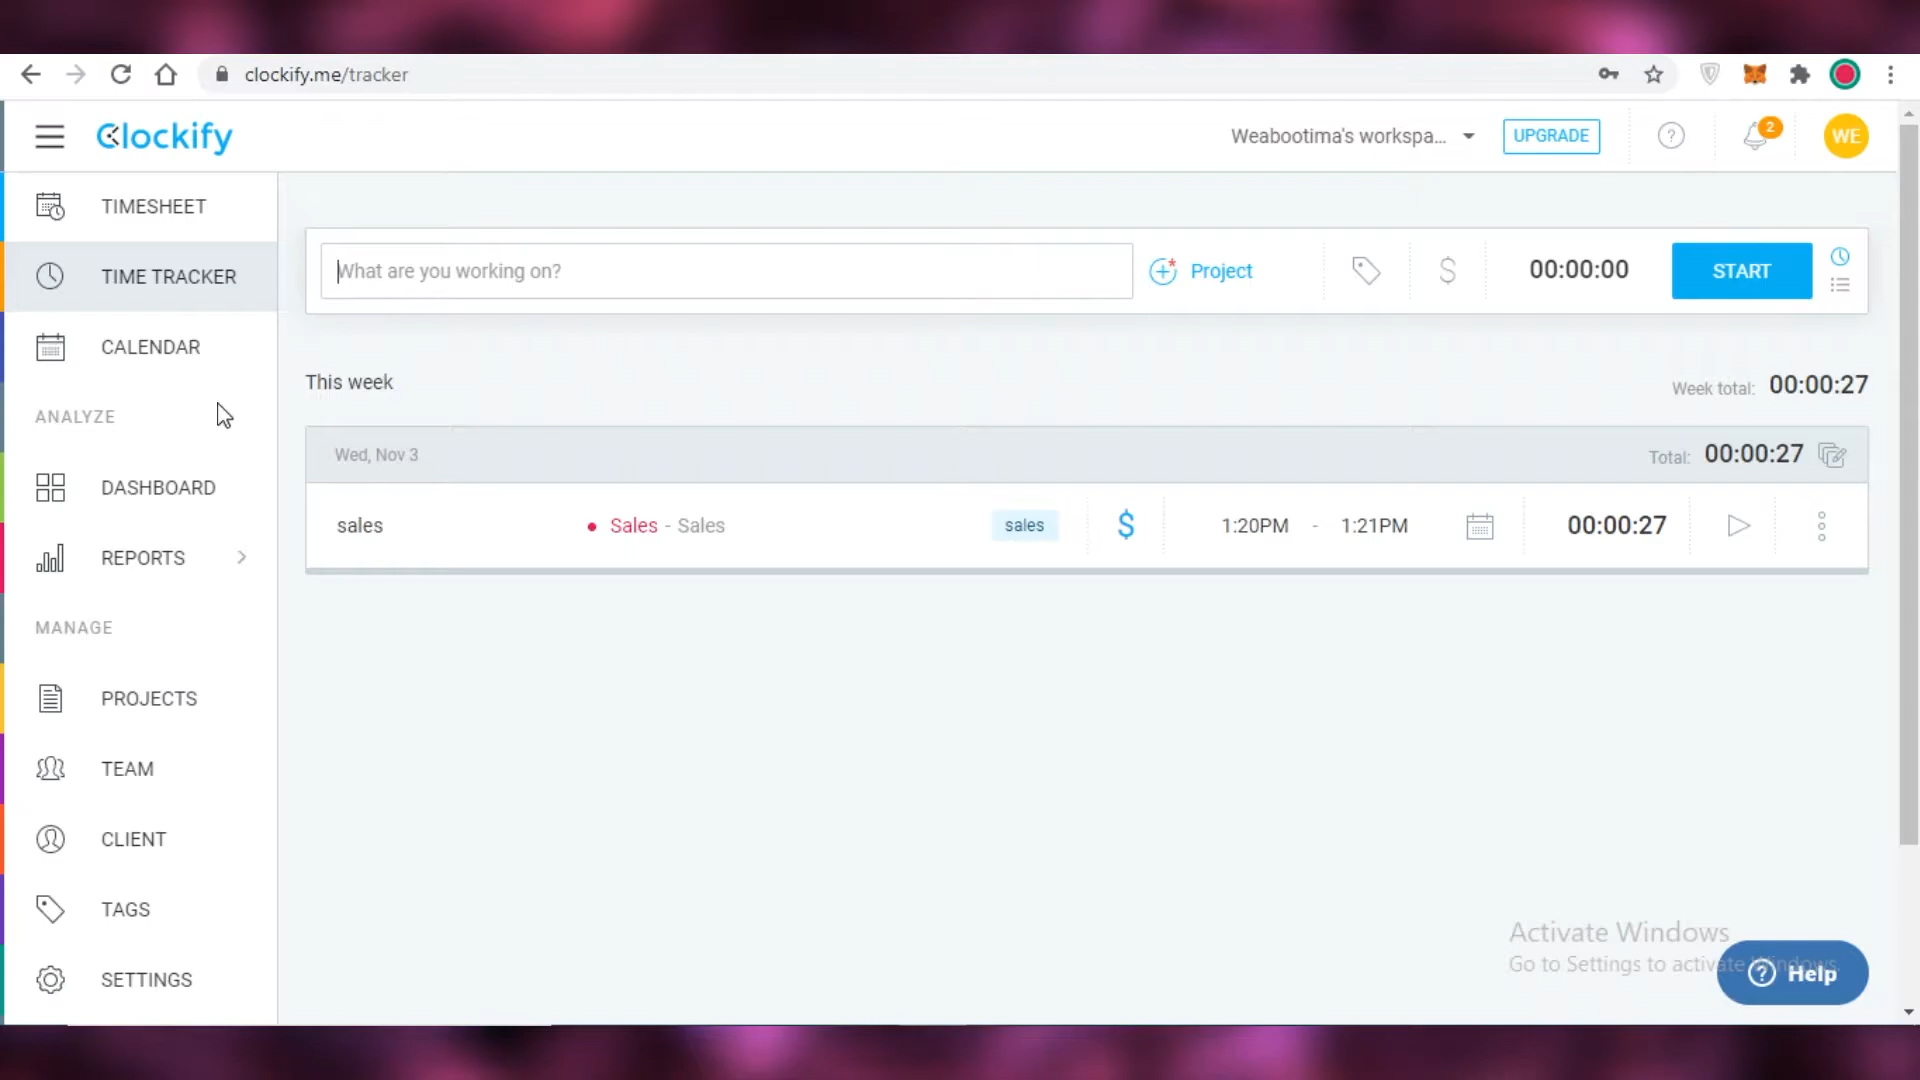 clockify.me/tracker
Clockify
Weabootima's workspa...
UPGRADE
?
2
WE
TIMESHEET
TIME TRACKER
CALENDAR
ANALYZE
DASHBOARD
REPORTS
MANAGE
PROJECTS
TEAM
CLIENT
TAGS
SETTINGS
What are you working on?
Project
$
00:00:00
START
This week
Week total: 00:00:27
Wed, Nov 3
Total: 00:00:27
sales
Sales - Sales
sales
$
1:20PM - 1:21PM
00:00:27
Activate Windows
Go to Settings to activate Windows.
? Help